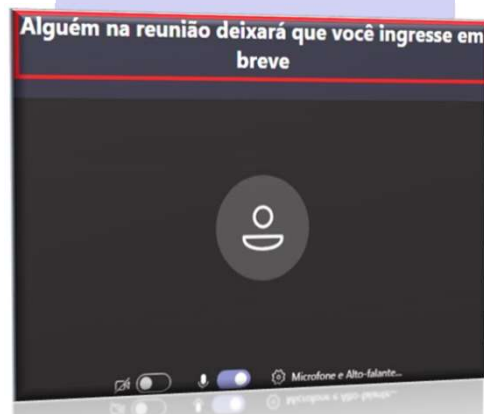 Alguém na reunião deixará que você ingresse em
breve
Microfone e Alto-falante...